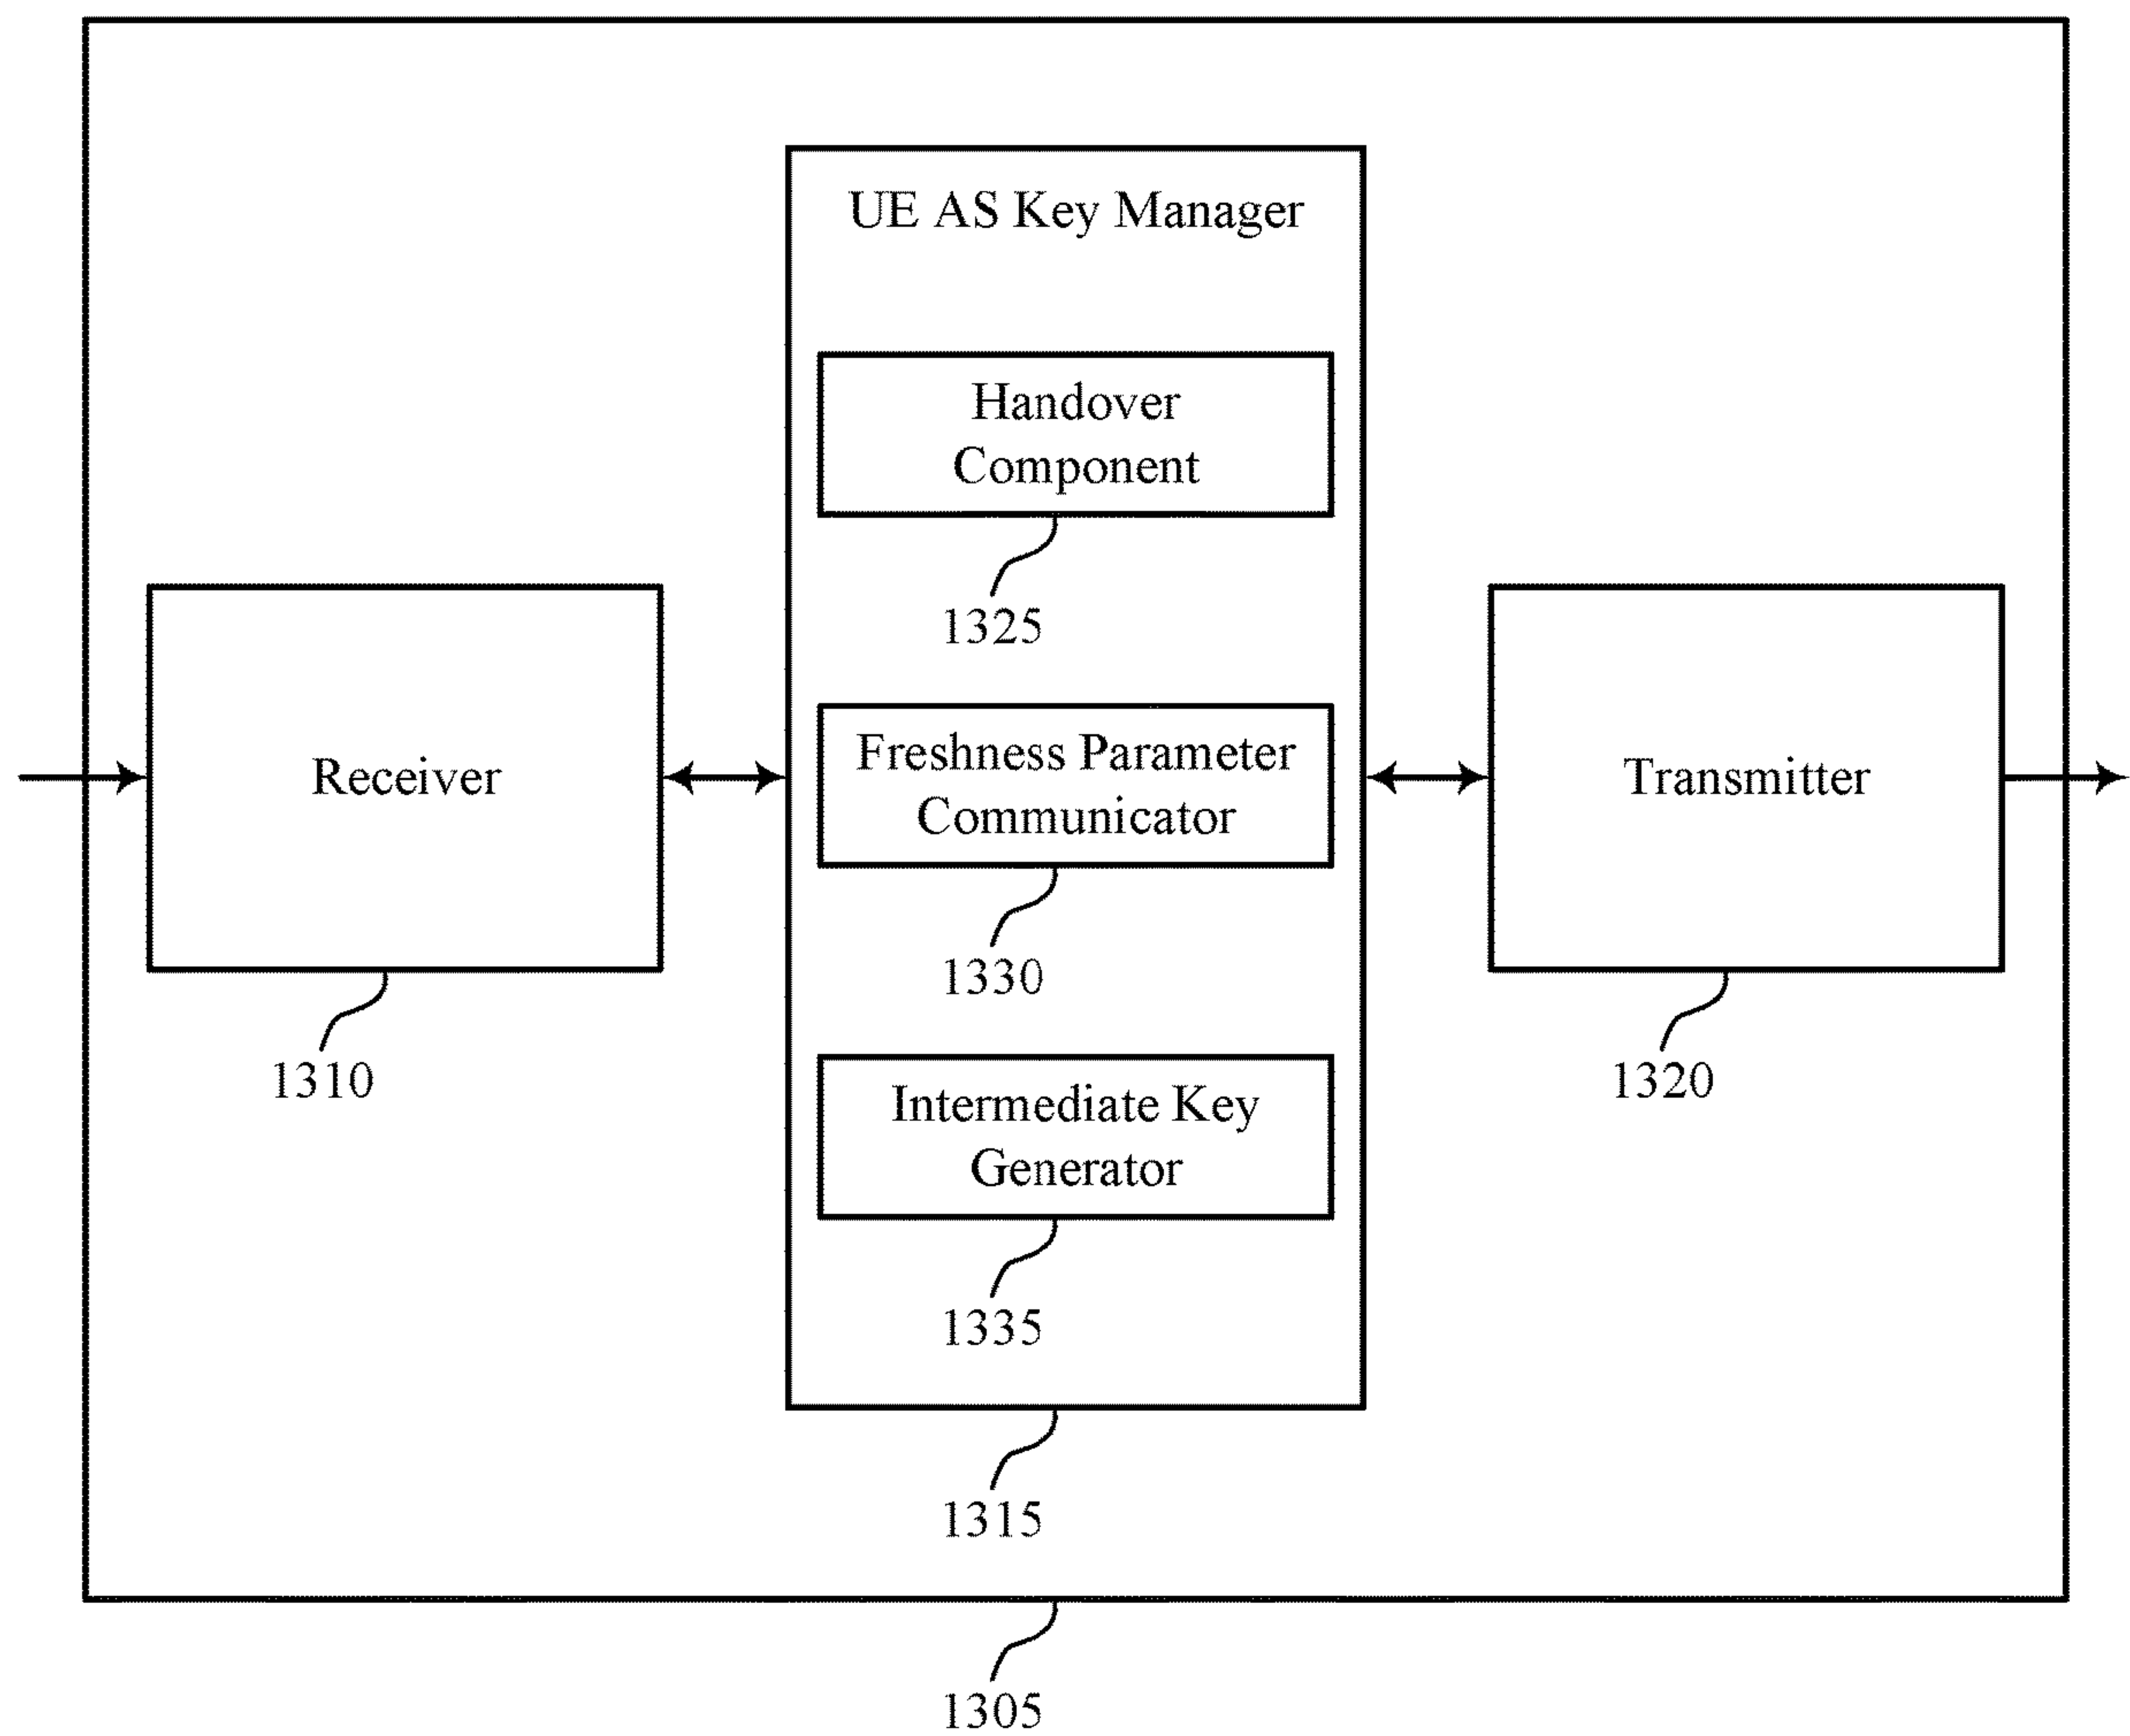 UE AS Key Manager
Handover
Component
1325
Receiver
1310
Freshness Parameter
Communicator
1330
Transmitter
1320
Intermediate Key
Generator
1335
1315
1305